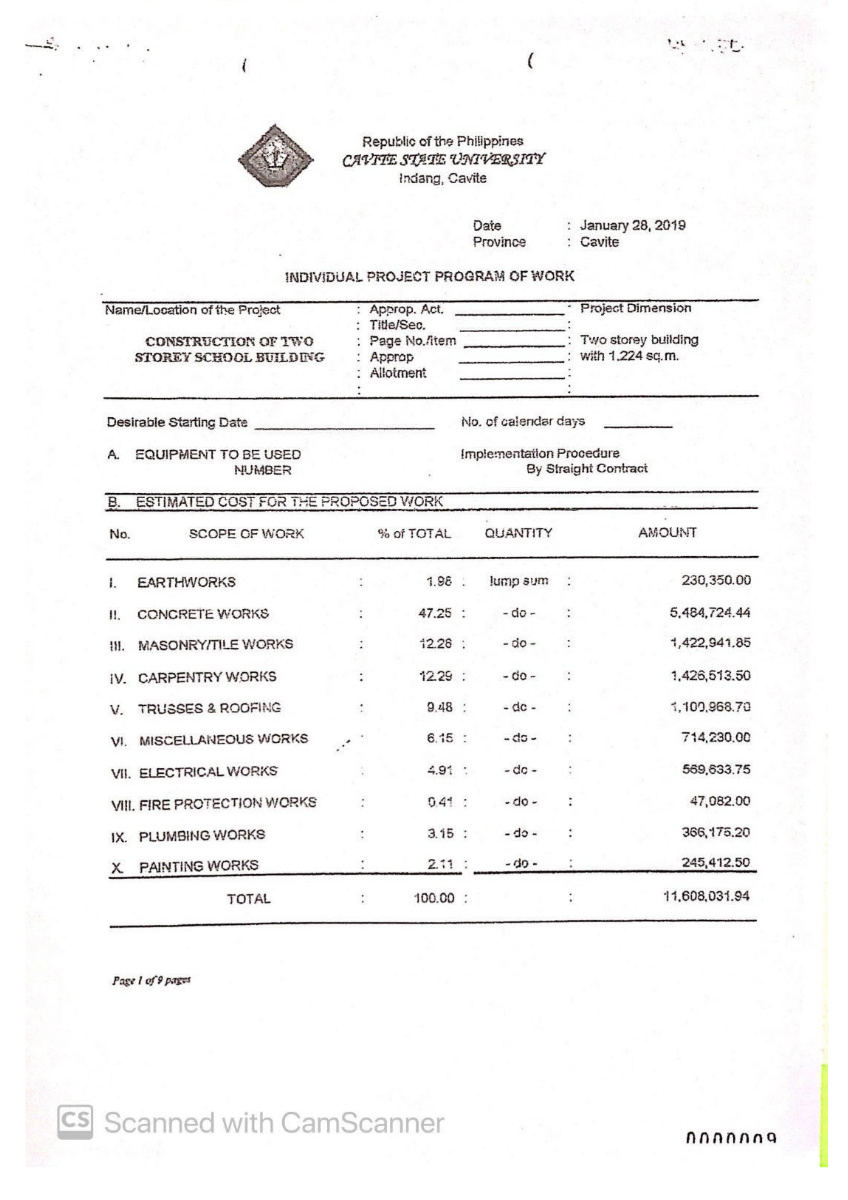 Republic of the Philippines
CAVITE STATE UNIVERSITY
Indang, Cavite
Date : January 28, 2019
Province : Cavite
INDIVIDUAL PROJECT PROGRAM OF WORK
Name/Location of the Project : Approp. Act. ____________ Project Dimension
: Title/Sec. ____________ :
CONSTRUCTION OF TWO : Page No./Item ____________ : Two storey building
STOREY SCHOOL BUILDING : Approp ____________ : with 1,224 sq.m.
: Allotment ____________ :
: :
Desirable Starting Date ____________ No. of calendar days ________
A. EQUIPMENT TO BE USED Implementation Procedure
NUMBER By Straight Contract
B. ESTIMATED COST FOR THE PROPOSED WORK
No. SCOPE OF WORK % of TOTAL QUANTITY AMOUNT
I. EARTHWORKS : 1.98 : lump sum : 230,350.00
II. CONCRETE WORKS : 47.25 : - do - : 5,484,724.44
III. MASONRY/TILE WORKS : 12.26 : - do - : 1,422,941.85
IV. CARPENTRY WORKS : 12.29 : - do - : 1,426,513.50
V. TRUSSES & ROOFING : 9.48 : - do - : 1,100,968.70
VI. MISCELLANEOUS WORKS : 6.15 : - do - : 714,230.00
VII. ELECTRICAL WORKS : 4.91 : - do - : 569,633.75
VIII. FIRE PROTECTION WORKS : 0.41 : - do - : 47,082.00
IX. PLUMBING WORKS : 3.15 : - do - : 366,175.20
X. PAINTING WORKS : 2.11 : - do - : 245,412.50
TOTAL : 100.00 : : 11,608,031.94
Page 1 of 9 pages
CS Scanned with CamScanner